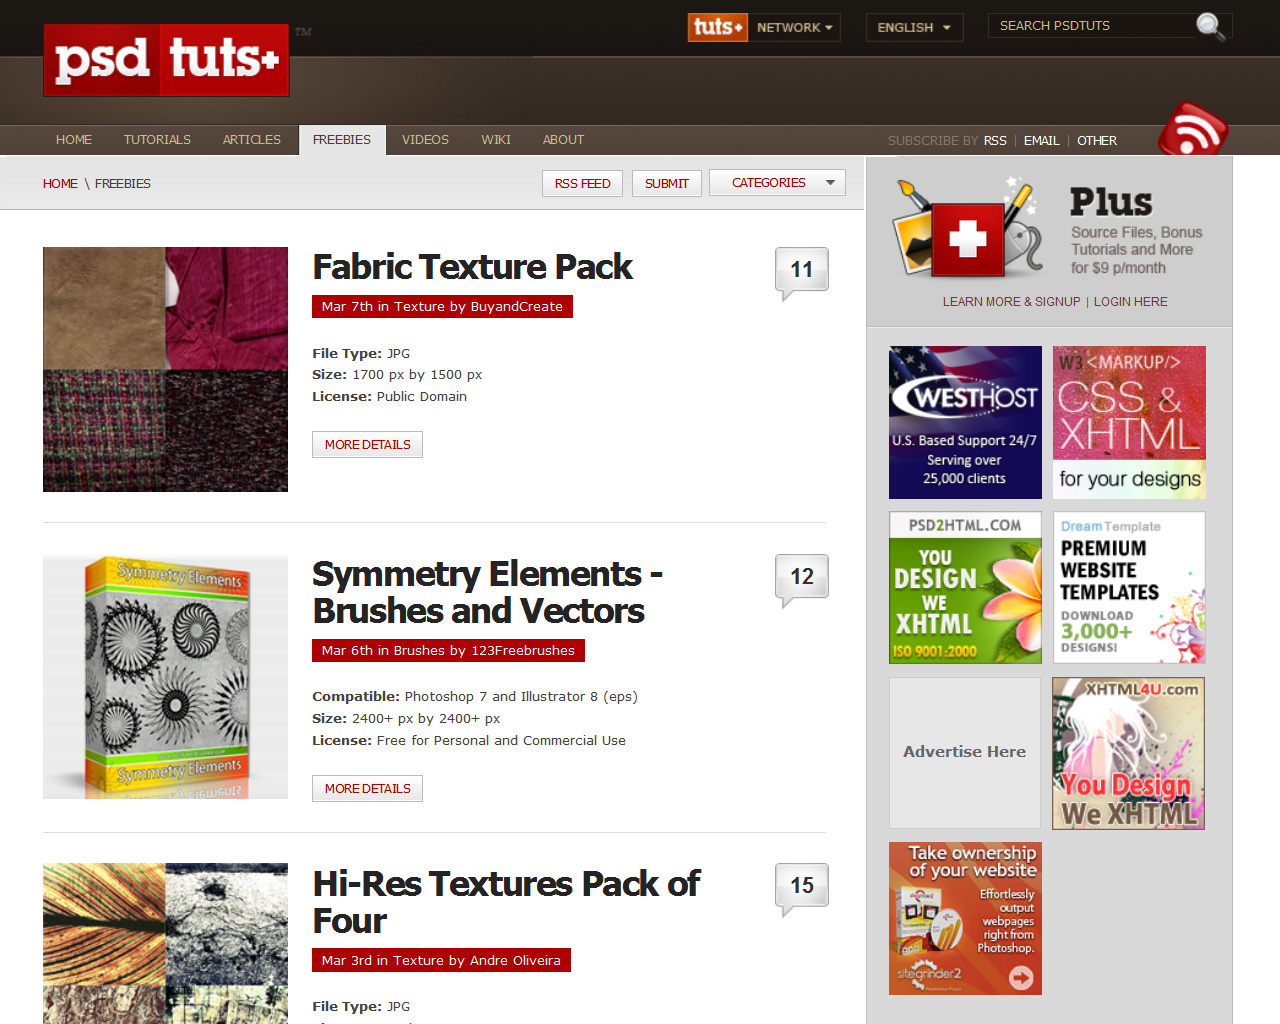 psd tuts+ TM
tuts+ NETWORK
ENGLISH
SEARCH PSDTUTS
HOME TUTORIALS ARTICLES FREEBIES VIDEOS WIKI ABOUT
SUBSCRIBE BY RSS | EMAIL | OTHER
HOME \ FREEBIES
RSS FEED
SUBMIT
CATEGORIES
Fabric Texture Pack
11
Mar 7th in Texture by BuyandCreate
File Type: JPG
Size: 1700 px by 1500 px
License: Public Domain
MORE DETAILS
Symmetry Elements
Symmetry Elements
Symmetry Elements -
Brushes and Vectors
12
Mar 6th in Brushes by 123Freebrushes
Compatible: Photoshop 7 and Illustrator 8 (eps)
Size: 2400+ px by 2400+ px
License: Free for Personal and Commercial Use
MORE DETAILS
Hi-Res Textures Pack of
Four
15
Mar 3rd in Texture by Andre Oliveira
File Type: JPG
Plus
Source Files, Bonus
Tutorials and More
for $9 p/month
LEARN MORE & SIGNUP | LOGIN HERE
WESTHOST
U.S. Based Support 24/7
Serving over
25,000 clients
W3 <MARKUP/>
CSS &
XHTML
for your designs
PSD2HTML.COM
YOU
DESIGN
WE
XHTML
ISO 9001:2000
DreamTemplate
PREMIUM
WEBSITE
TEMPLATES
DOWNLOAD
3,000+
DESIGNS!
Advertise Here
XHTML4U.com
You Design
We XHTML
Take ownership
of your website
Effortlessly
output
webpages
right from
Photoshop.
sitegrinder2